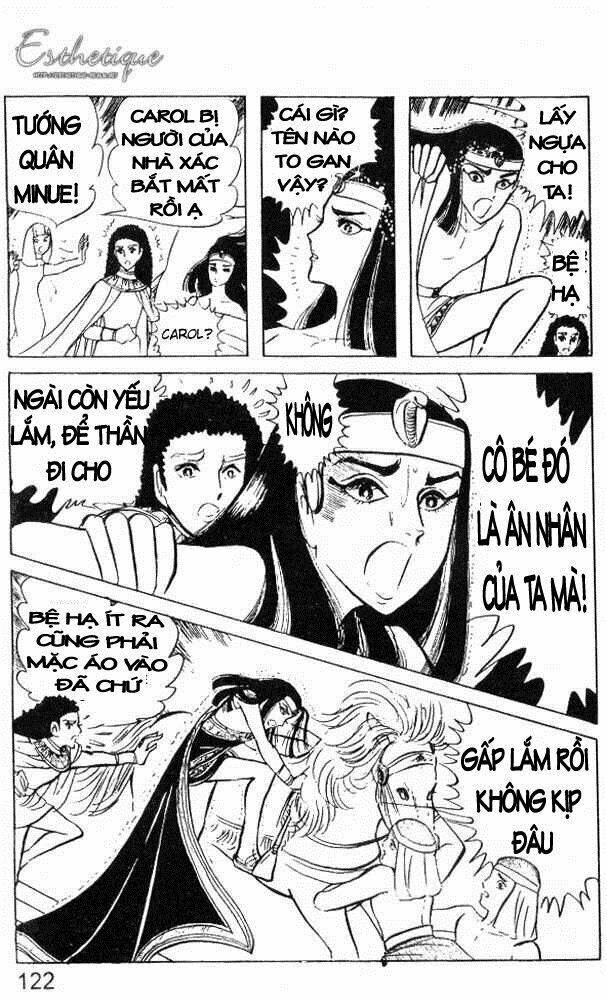 Esthetique
TƯỚNG
QUÂN
MINUE!
CAROL BỊ
NGƯỜI CỦA
NHÀ XÁC
BẮT MẤT
RỒI Ạ
CAROL?
CÁI GÌ?
TÊN NÀO
TO GAN
VẬY?
LẤY
NGỰA
CHO
TA!
BỆ
HẠ
NGÀI CÒN YẾU
LẮM, ĐỂ THẦN
ĐI CHO
KHÔNG
CÔ BÉ ĐÓ
LÀ ÂN NHÂN
CỦA TA MÀ!
BỆ HẠ ÍT RA
CŨNG PHẢI
MẶC ÁO VÀO
ĐÃ CHỨ
GẤP LẮM RỒI
KHÔNG KỊP
ĐÂU
122